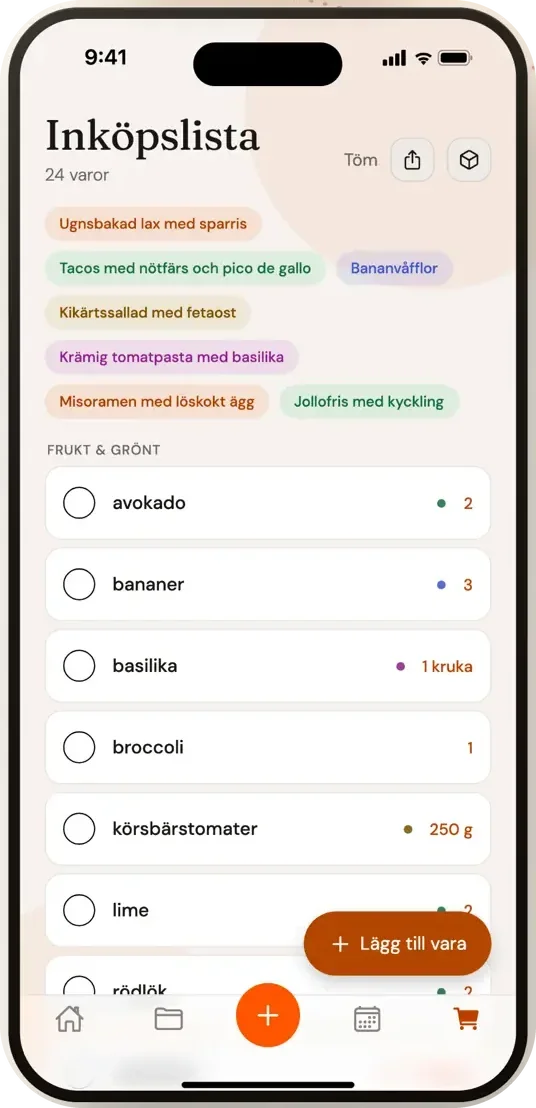 9:41
Inköpslista
24 varor
Töm
Ugnsbakad lax med sparris
Tacos med nötfärs och pico de gallo
Bananvåfflor
Kikärtssallad med fetaost
Krämig tomatpasta med basilika
Misoramen med löskokt ägg
Jollofris med kyckling
FRUKT & GRÖNT
avokado 2
bananer 3
basilika 1 kruka
broccoli 1
körsbärstomater 250 g
lime 2
+ Lägg till vara
rödlök 2